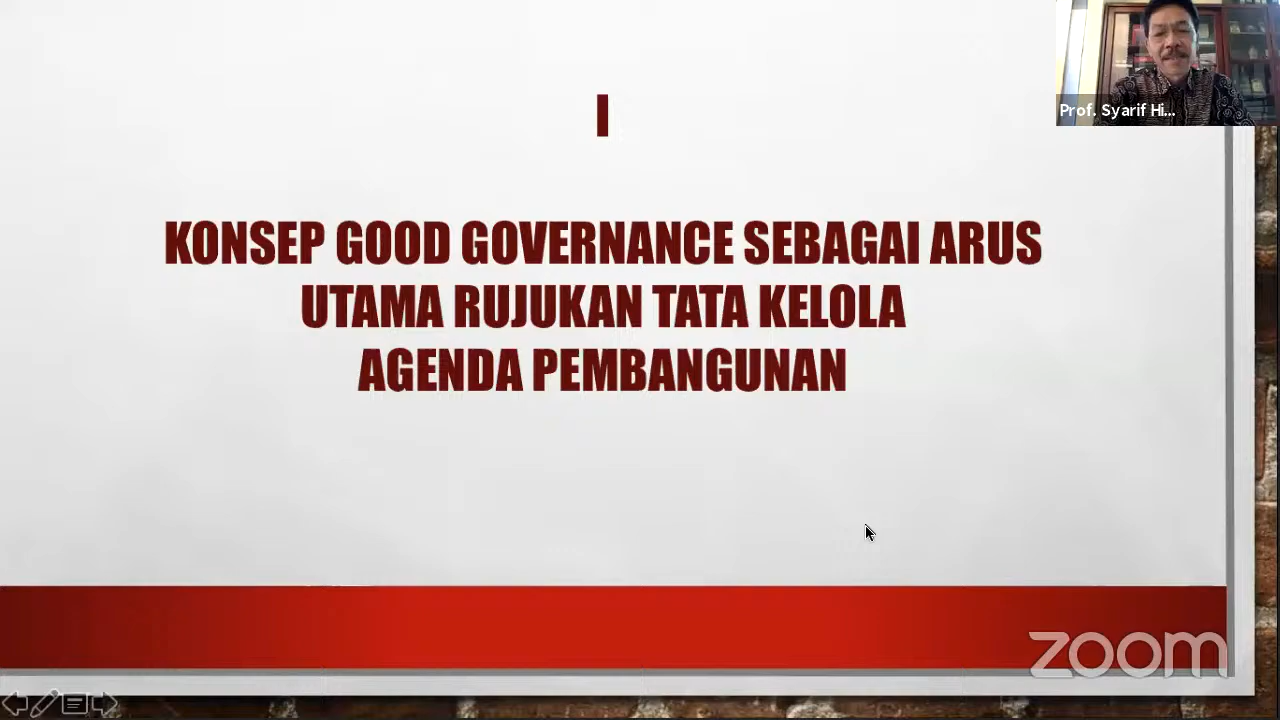 Prof. Syarif Hi...
I
KONSEP GOOD GOVERNANCE SEBAGAI ARUS
UTAMA RUJUKAN TATA KELOLA
AGENDA PEMBANGUNAN
zoom